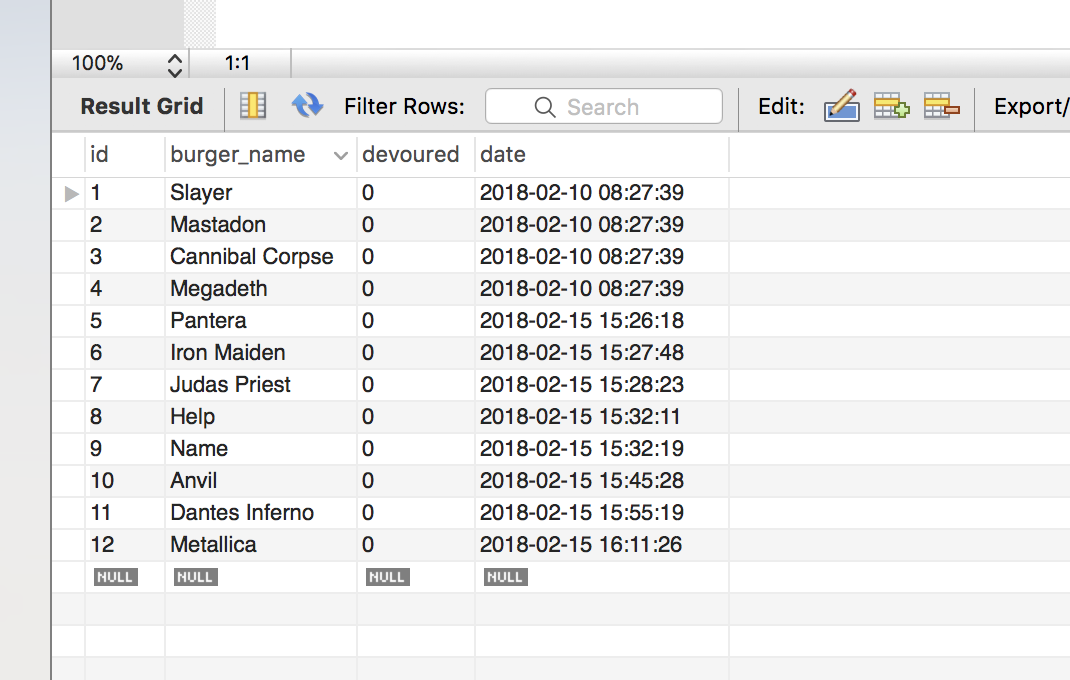 100% 1:1
Result Grid Filter Rows: Search Edit: Export/
id burger_name devoured date
1 Slayer 0 2018-02-10 08:27:39
2 Mastadon 0 2018-02-10 08:27:39
3 Cannibal Corpse 0 2018-02-10 08:27:39
4 Megadeth 0 2018-02-10 08:27:39
5 Pantera 0 2018-02-15 15:26:18
6 Iron Maiden 0 2018-02-15 15:27:48
7 Judas Priest 0 2018-02-15 15:28:23
8 Help 0 2018-02-15 15:32:11
9 Name 0 2018-02-15 15:32:19
10 Anvil 0 2018-02-15 15:45:28
11 Dantes Inferno 0 2018-02-15 15:55:19
12 Metallica 0 2018-02-15 16:11:26
NULL NULL NULL NULL